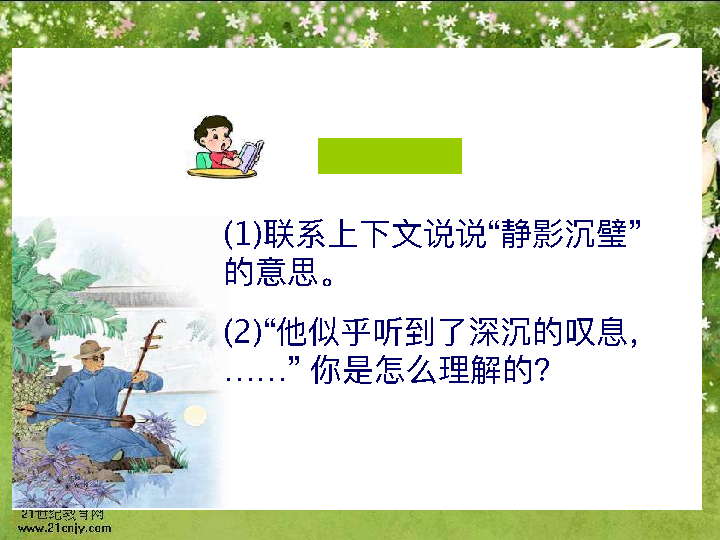 (1)联系上下文说说“静影沉璧”
的意思。
(2)“他似乎听到了深沉的叹息，
……” 你是怎么理解的?
21世纪教育网
www.21cnjy.com